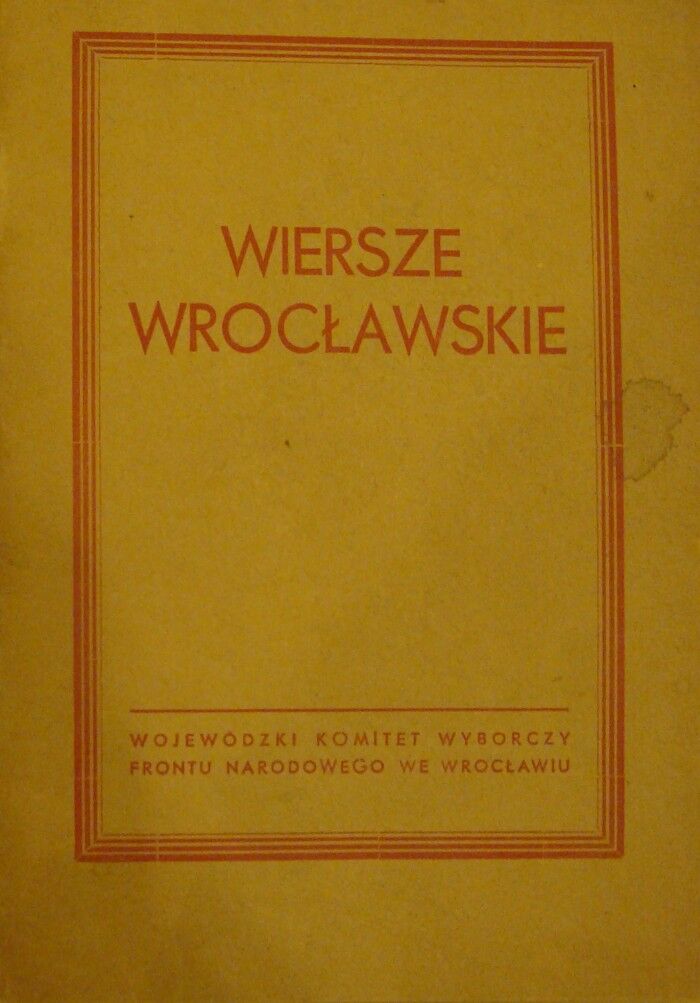 WIERSZE
WROCŁAWSKIE
WOJEWÓDZKI KOMITET WYBORCZY
FRONTU NARODOWEGO WE WROCŁAWIU